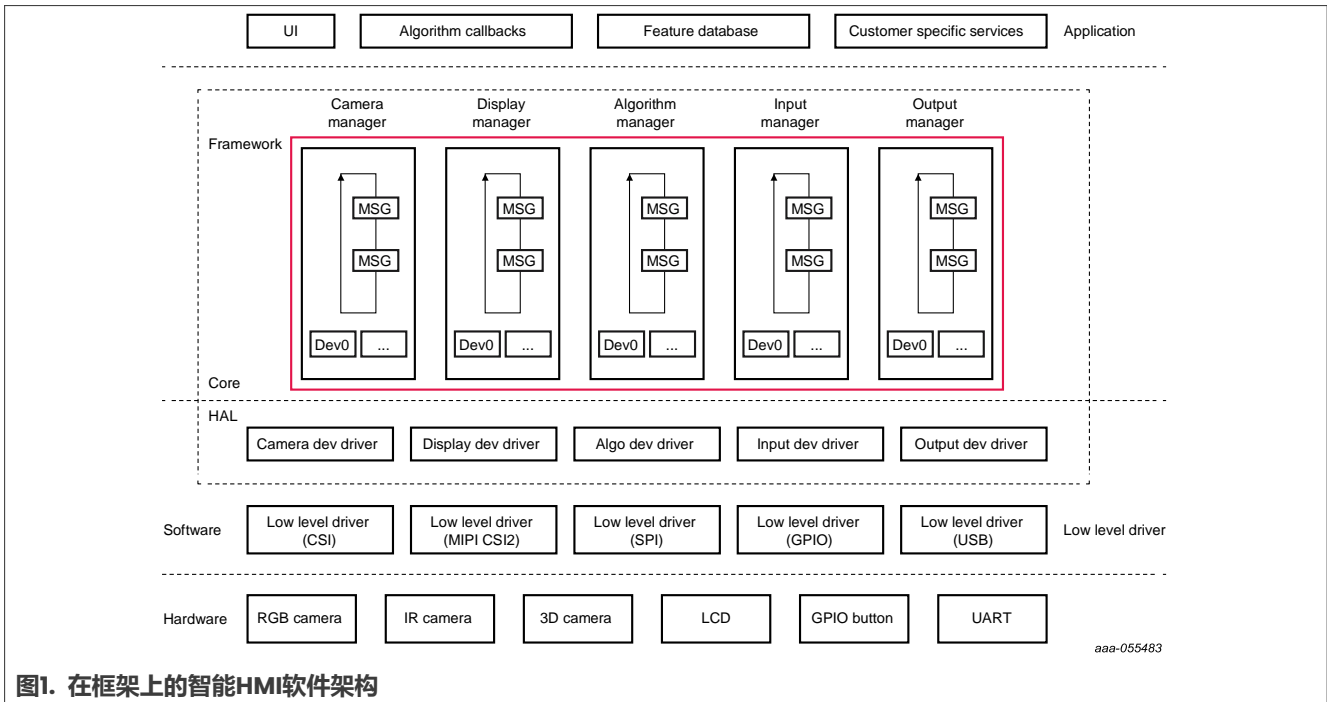 UI
Algorithm callbacks
Feature database
Customer specific services
Application
Camera
manager
Display
manager
Algorithm
manager
Input
manager
Output
manager
Framework
MSG
MSG
MSG
MSG
MSG
MSG
MSG
MSG
MSG
MSG
Dev0
...
Dev0
...
Dev0
...
Dev0
...
Dev0
...
Core
HAL
Camera dev driver
Display dev driver
Algo dev driver
Input dev driver
Output dev driver
Software
Low level driver
(CSI)
Low level driver
(MIPI CSI2)
Low level driver
(SPI)
Low level driver
(GPIO)
Low level driver
(USB)
Low level driver
Hardware
RGB camera
IR camera
3D camera
LCD
GPIO button
UART
aaa-055483
图1. 在框架上的智能HMI软件架构